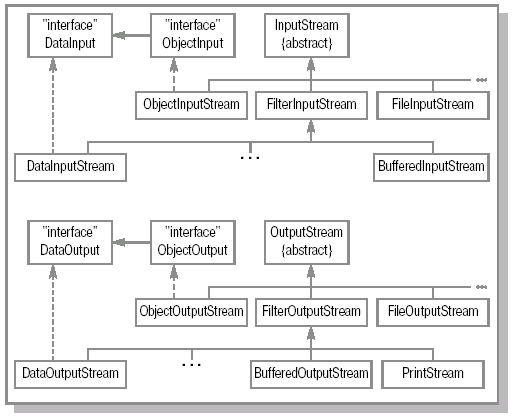 "interface"
DataInput
"interface"
ObjectInput
InputStream
{abstract}
ObjectInputStream
FilterInputStream
FileInputStream
DataInputStream
...
BufferedInputStream
"interface"
DataOutput
"interface"
ObjectOutput
OutputStream
{abstract}
ObjectOutputStream
FilterOutputStream
FileOutputStream
DataOutputStream
...
BufferedOutputStream
PrintStream